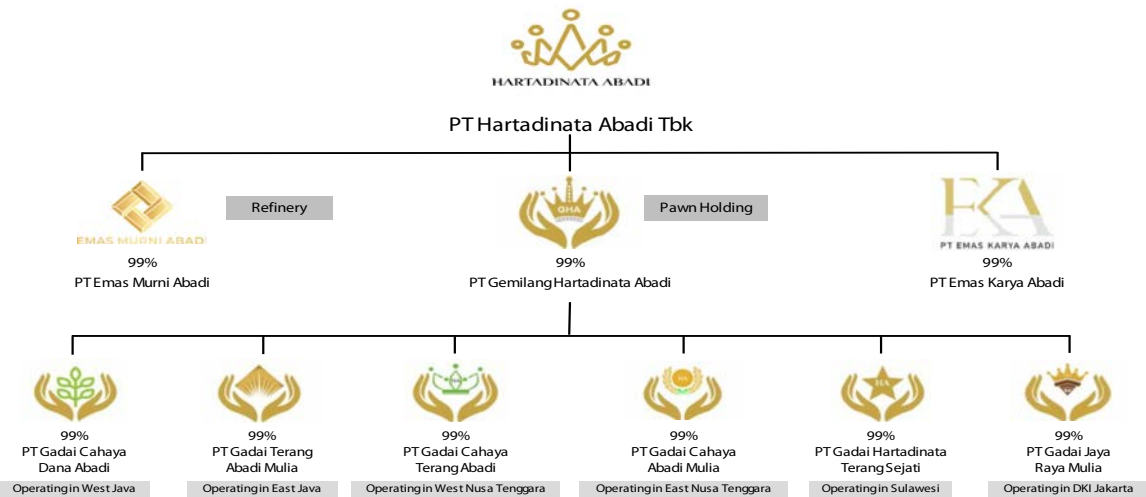 HARTADINATA ABADI
PT Hartadinata Abadi Tbk
EMAS MURNI ABADI
Refinery
GHA
Pawn Holding
EKA
PT EMAS KARYA ABADI
99%
PT Emas Murni Abadi
99%
PT Gemilang Hartadinata Abadi
99%
PT Emas Karya Abadi
HA
HA
99%
PT Gadai Cahaya
Dana Abadi
Operating in West Java
99%
PT Gadai Terang
Abadi Mulia
Operating in East Java
99%
PT Gadai Cahaya
Terang Abadi
Operating in West Nusa Tenggara
99%
PT Gadai Cahaya
Abadi Mulia
Operating in East Nusa Tenggara
99%
PT Gadai Hartadinata
Terang Sejati
Operating in Sulawesi
99%
PT Gadai Jaya
Raya Mulia
Operating in DKI Jakarta